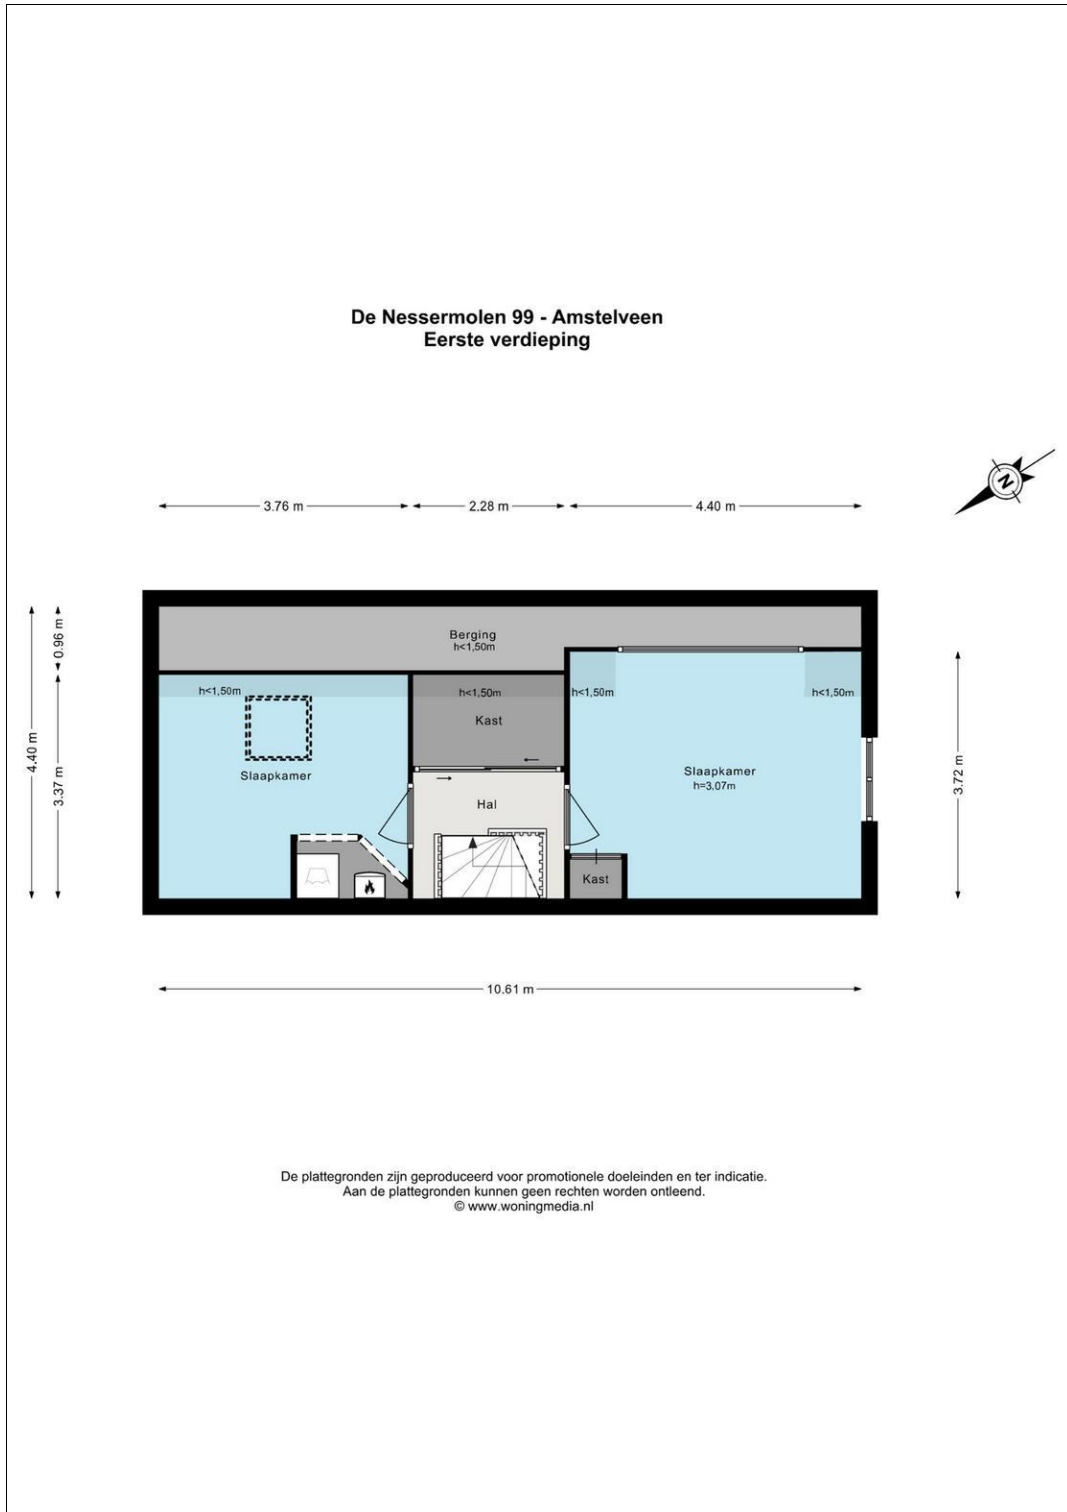 De Nessermolen 99 - Amstelveen
Eerste verdieping
N
3.76 m
2.28 m
4.40 m
Berging
h<1,50m
0.96 m
4.40 m
3.37 m
3.72 m
h<1,50m
h<1,50m
h<1,50m
h<1,50m
Kast
Slaapkamer
Slaapkamer
h=3.07m
Hal
Kast
10.61 m
De plattegronden zijn geproduceerd voor promotionele doeleinden en ter indicatie.
Aan de plattegronden kunnen geen rechten worden ontleend.
© www.woningmedia.nl